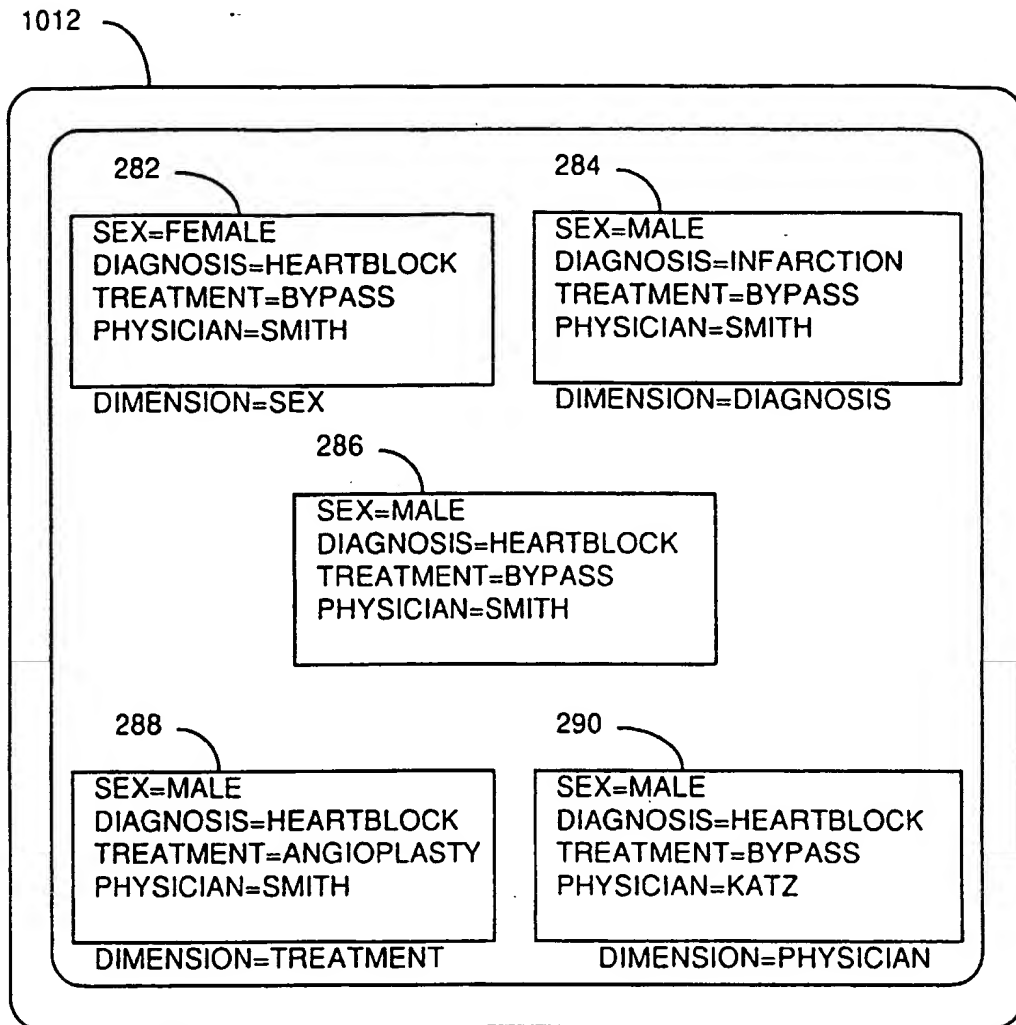 1012
282
SEX=FEMALE
DIAGNOSIS=HEARTBLOCK
TREATMENT=BYPASS
PHYSICIAN=SMITH
DIMENSION=SEX
284
SEX=MALE
DIAGNOSIS=INFARCTION
TREATMENT=BYPASS
PHYSICIAN=SMITH
DIMENSION=DIAGNOSIS
286
SEX=MALE
DIAGNOSIS=HEARTBLOCK
TREATMENT=BYPASS
PHYSICIAN=SMITH
288
SEX=MALE
DIAGNOSIS=HEARTBLOCK
TREATMENT=ANGIOPLASTY
PHYSICIAN=SMITH
DIMENSION=TREATMENT
290
SEX=MALE
DIAGNOSIS=HEARTBLOCK
TREATMENT=BYPASS
PHYSICIAN=KATZ
DIMENSION=PHYSICIAN